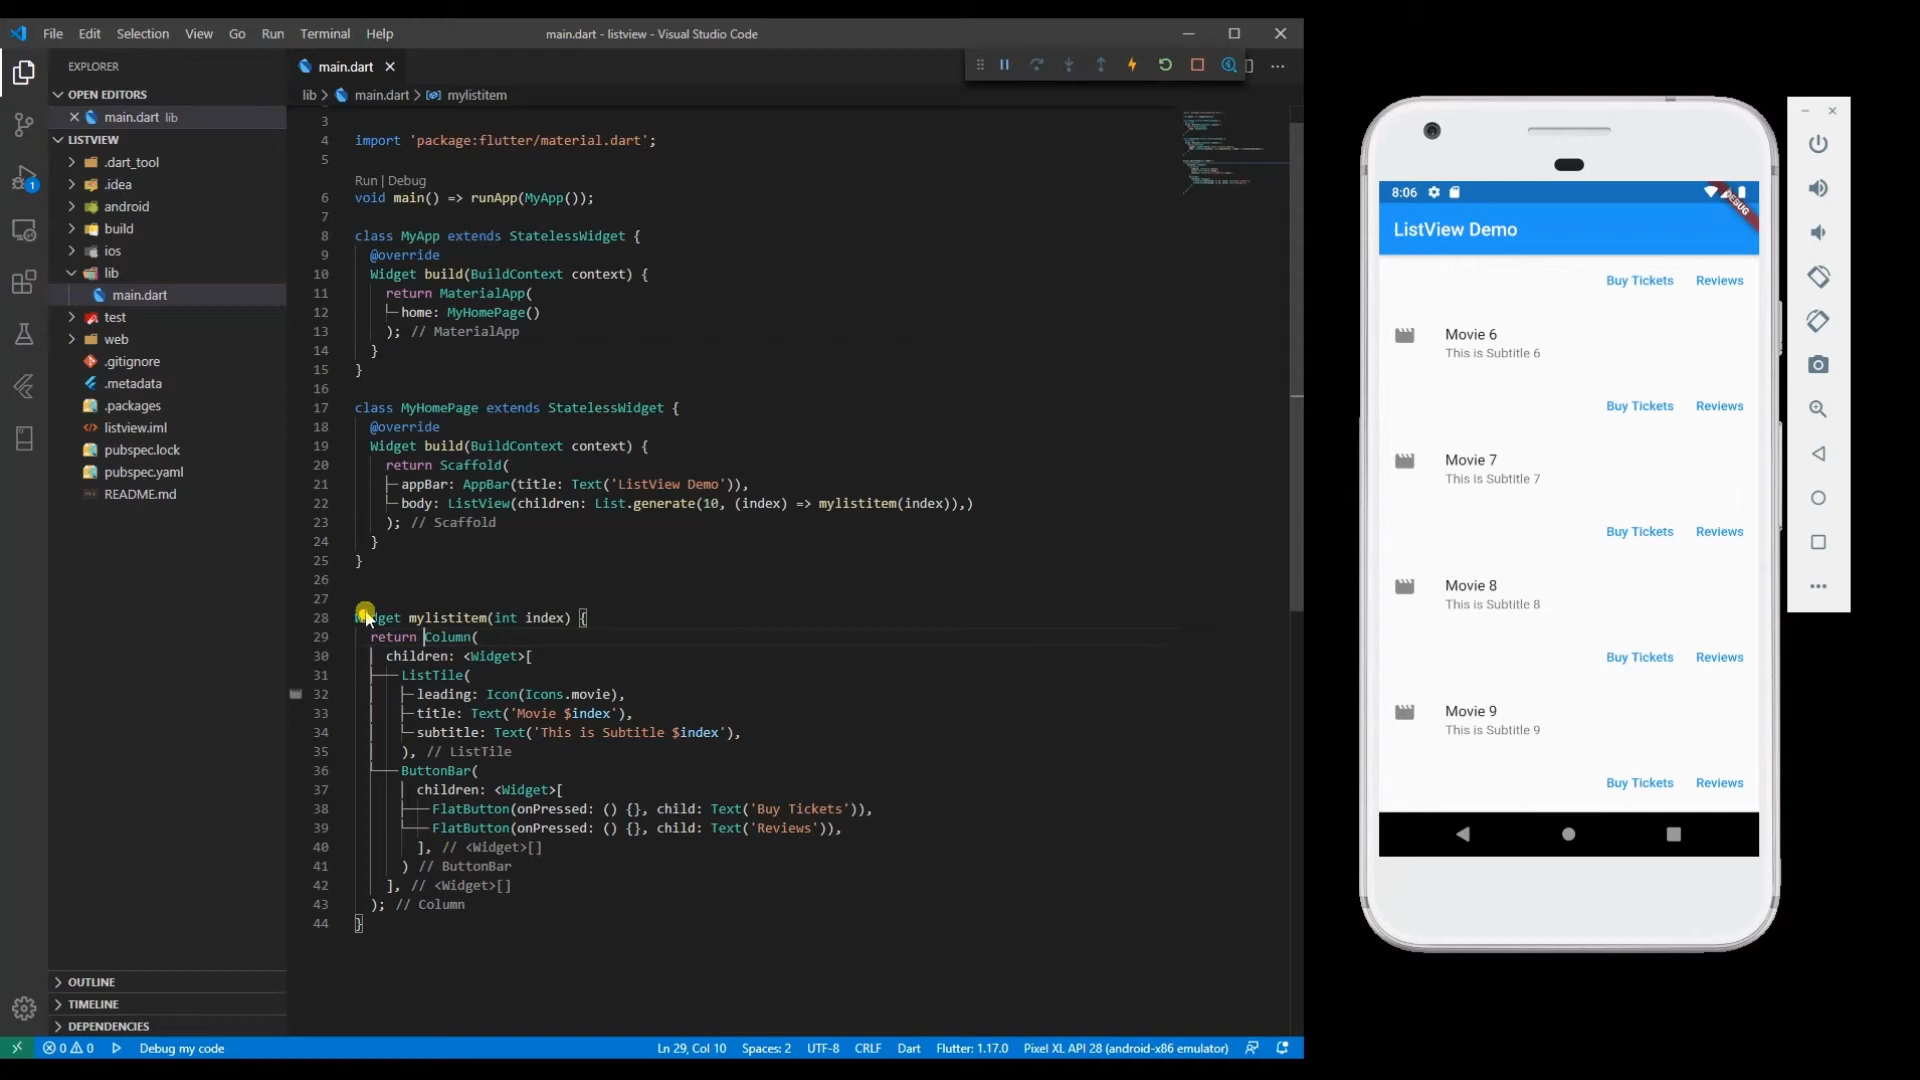 File Edit Selection View Go Run Terminal Help
main.dart - listview - Visual Studio Code
EXPLORER
OPEN EDITORS
main.dart lib
LISTVIEW
.dart_tool
.idea
android
build
ios
lib
main.dart
test
web
.gitignore
.metadata
.packages
listview.iml
pubspec.lock
pubspec.yaml
README.md
OUTLINE
TIMELINE
DEPENDENCIES
1
main.dart
lib > main.dart > mylistitem
3
4 import 'package:flutter/material.dart';
5
Run | Debug
6 void main() => runApp(MyApp());
7
8 class MyApp extends StatelessWidget {
9 @override
10 Widget build(BuildContext context) {
11 return MaterialApp(
12 home: MyHomePage()
13 ); // MaterialApp
14 }
15 }
16
17 class MyHomePage extends StatelessWidget {
18 @override
19 Widget build(BuildContext context) {
20 return Scaffold(
21 appBar: AppBar(title: Text('ListView Demo')),
22 body: ListView(children: List.generate(10, (index) => mylistitem(index)),)
23 ); // Scaffold
24 }
25 }
26
27
28 Widget mylistitem(int index) {
29 return Column(
30 children: <Widget>[
31 ListTile(
32 leading: Icon(Icons.movie),
33 title: Text('Movie $index'),
34 subtitle: Text('This is Subtitle $index'),
35 ), // ListTile
36 ButtonBar(
37 children: <Widget>[
38 FlatButton(onPressed: () {}, child: Text('Buy Tickets')),
39 FlatButton(onPressed: () {}, child: Text('Reviews')),
40 ], // <Widget>[]
41 ) // ButtonBar
42 ], // <Widget>[]
43 ); // Column
44 }
0 0 Debug my code
Ln 29, Col 10 Spaces: 2 UTF-8 CRLF Dart Flutter: 1.17.0 Pixel XL API 28 (android-x86 emulator)
8:06
DEBUG
ListView Demo
Buy Tickets Reviews
Movie 6
This is Subtitle 6
Buy Tickets Reviews
Movie 7
This is Subtitle 7
Buy Tickets Reviews
Movie 8
This is Subtitle 8
Buy Tickets Reviews
Movie 9
This is Subtitle 9
Buy Tickets Reviews